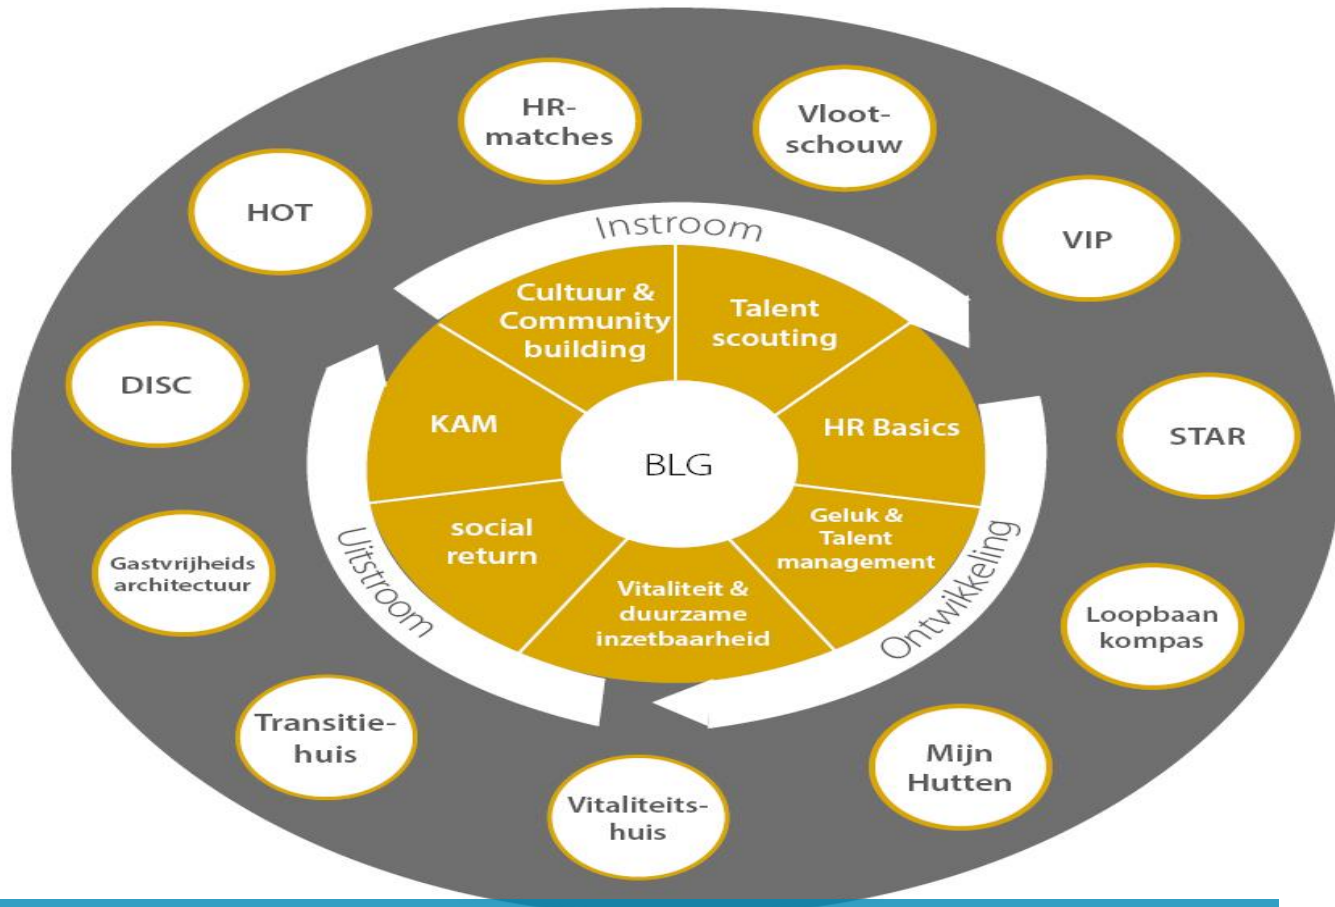 HR-
matches
Vloot-
schouw
HOT
VIP
Instroom
Cultuur &
Community
building
Talent
scouting
DISC
KAM
HR Basics
STAR
BLG
Gastvrijheids
architectuur
social
return
Geluk &
Talent
management
Uitstroom
Ontwikkeling
Vitaliteit &
duurzame
inzetbaarheid
Loopbaan
kompas
Transitie-
huis
Mijn
Hutten
Vitaliteits-
huis